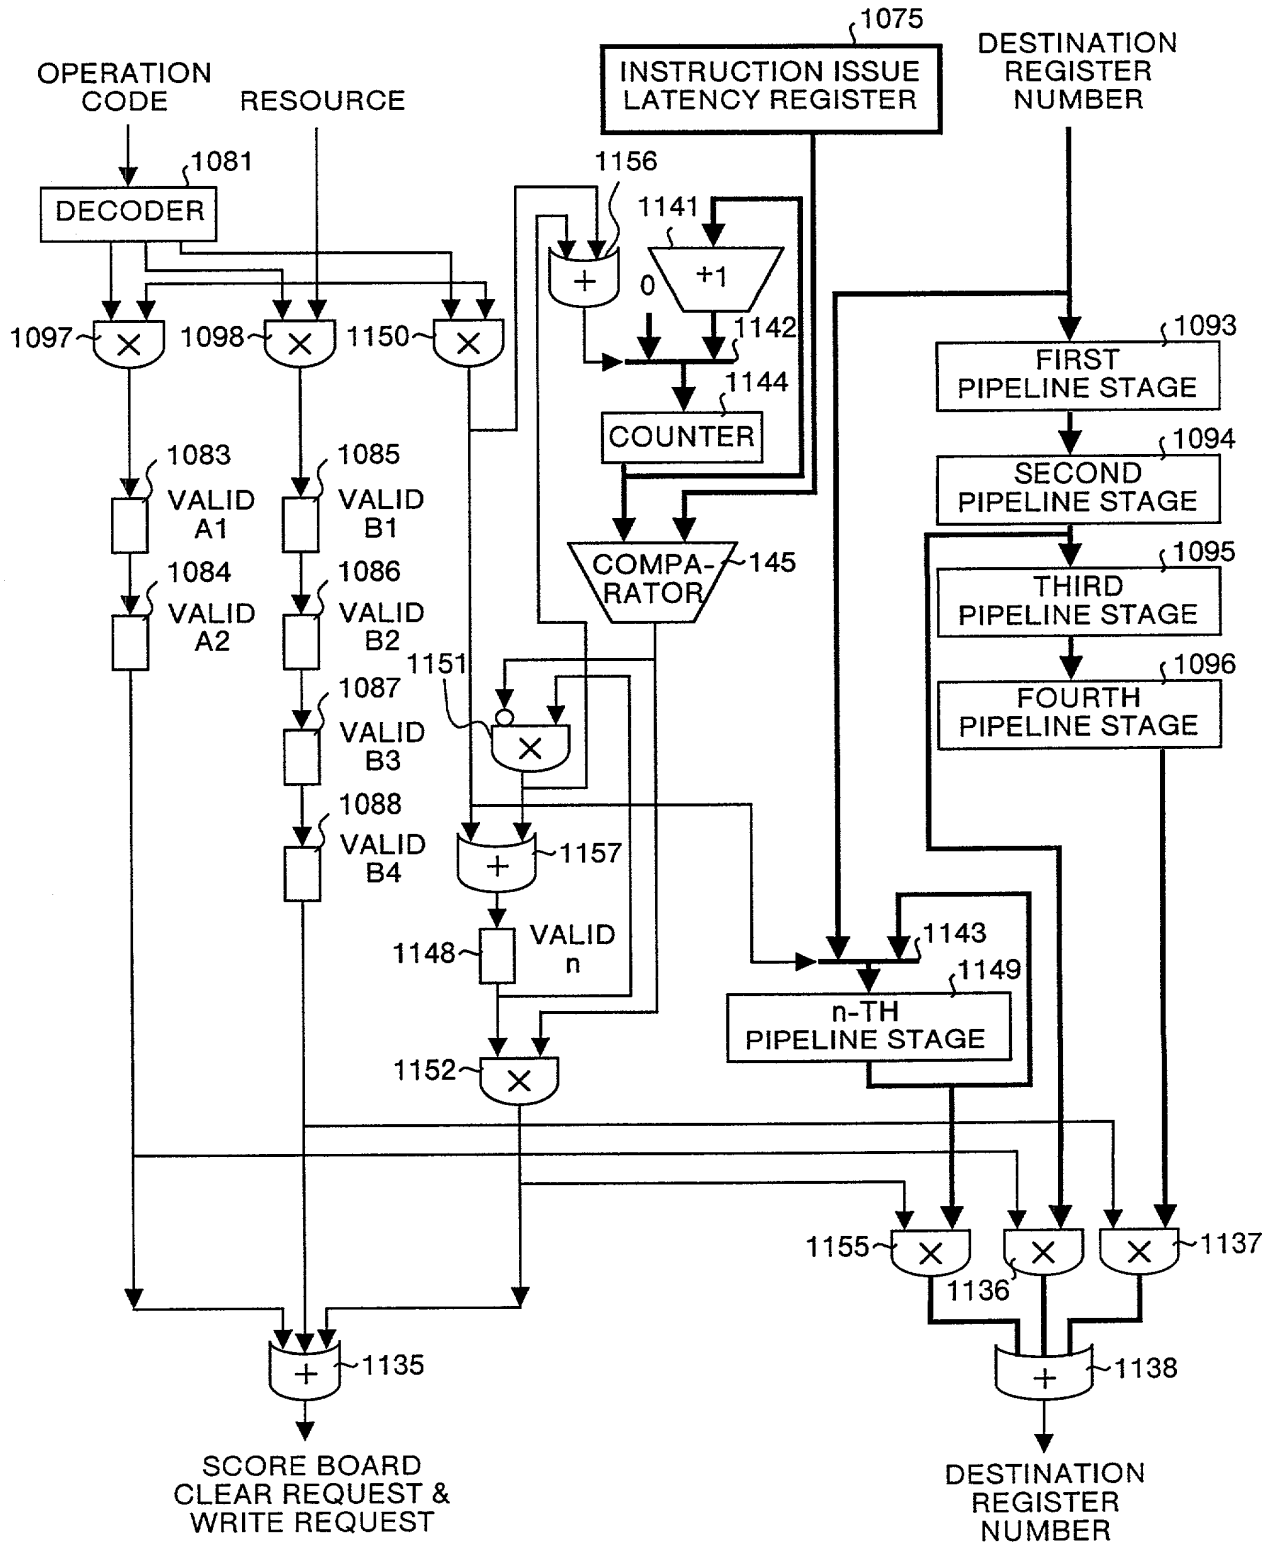 1075
OPERATION
CODE
RESOURCE
INSTRUCTION ISSUE
LATENCY REGISTER
DESTINATION
REGISTER
NUMBER
1081
DECODER
1156
1141
+1
0
+
1142
1097
×
1098
×
1150
×
1144
COUNTER
1093
FIRST
PIPELINE STAGE
1094
SECOND
PIPELINE STAGE
1083
VALID
A1
1085
VALID
B1
COMPA-
RATOR
145
1095
THIRD
PIPELINE STAGE
1084
VALID
A2
1086
VALID
B2
1151
×
1096
FOURTH
PIPELINE STAGE
1087
VALID
B3
1088
VALID
B4
+
1157
1148
VALID
n
1143
1149
n-TH
PIPELINE STAGE
1152
×
1155
×
1136
×
1137
×
+
1135
+
1138
SCORE BOARD
CLEAR REQUEST &
WRITE REQUEST
DESTINATION
REGISTER
NUMBER